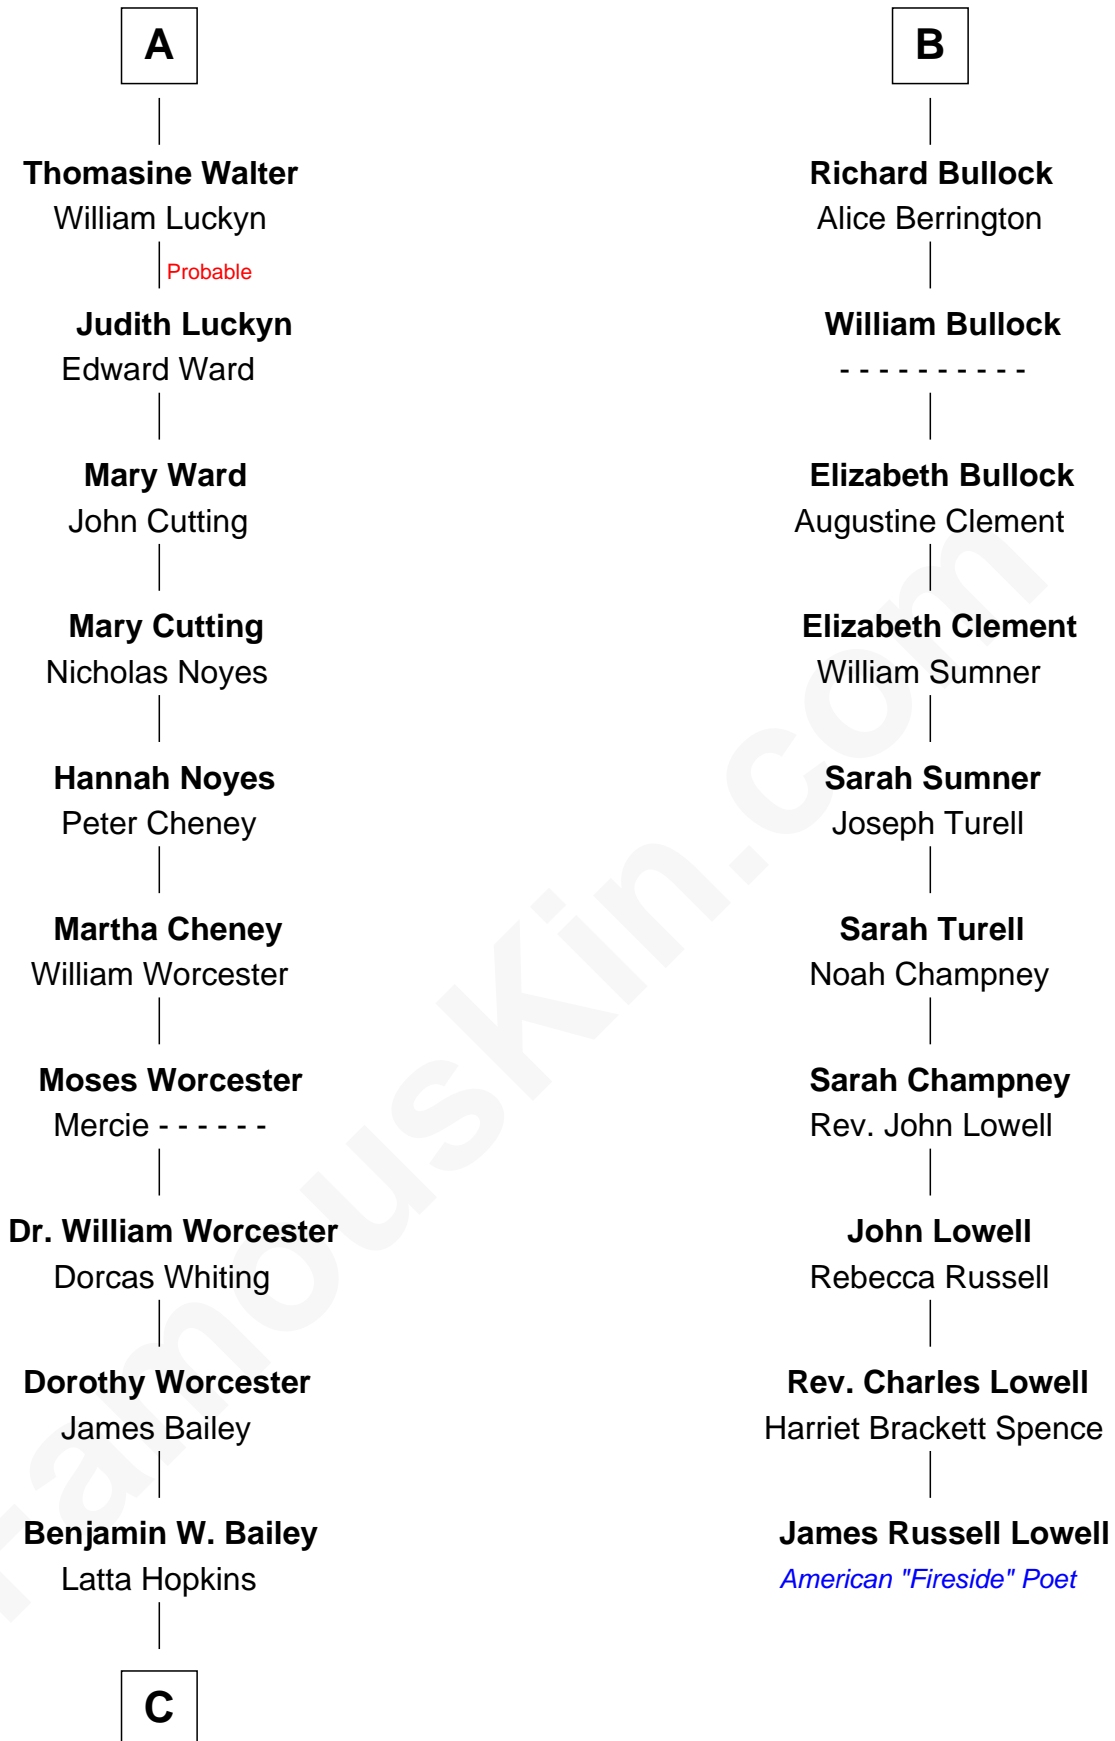 A
Thomasine Walter
William Luckyn
Probable
Judith Luckyn
Edward Ward
Mary Ward
John Cutting
Mary Cutting
Nicholas Noyes
Hannah Noyes
Peter Cheney
Martha Cheney
William Worcester
Moses Worcester
Mercie - - - - - -
Dr. William Worcester
Dorcas Whiting
Dorothy Worcester
James Bailey
Benjamin W. Bailey
Latta Hopkins
C
B
Richard Bullock
Alice Berrington
William Bullock
- - - - - - - - - -
Elizabeth Bullock
Augustine Clement
Elizabeth Clement
William Sumner
Sarah Sumner
Joseph Turell
Sarah Turell
Noah Champney
Sarah Champney
Rev. John Lowell
John Lowell
Rebecca Russell
Rev. Charles Lowell
Harriet Brackett Spence
James Russell Lowell
American "Fireside" Poet
FamousKin.com